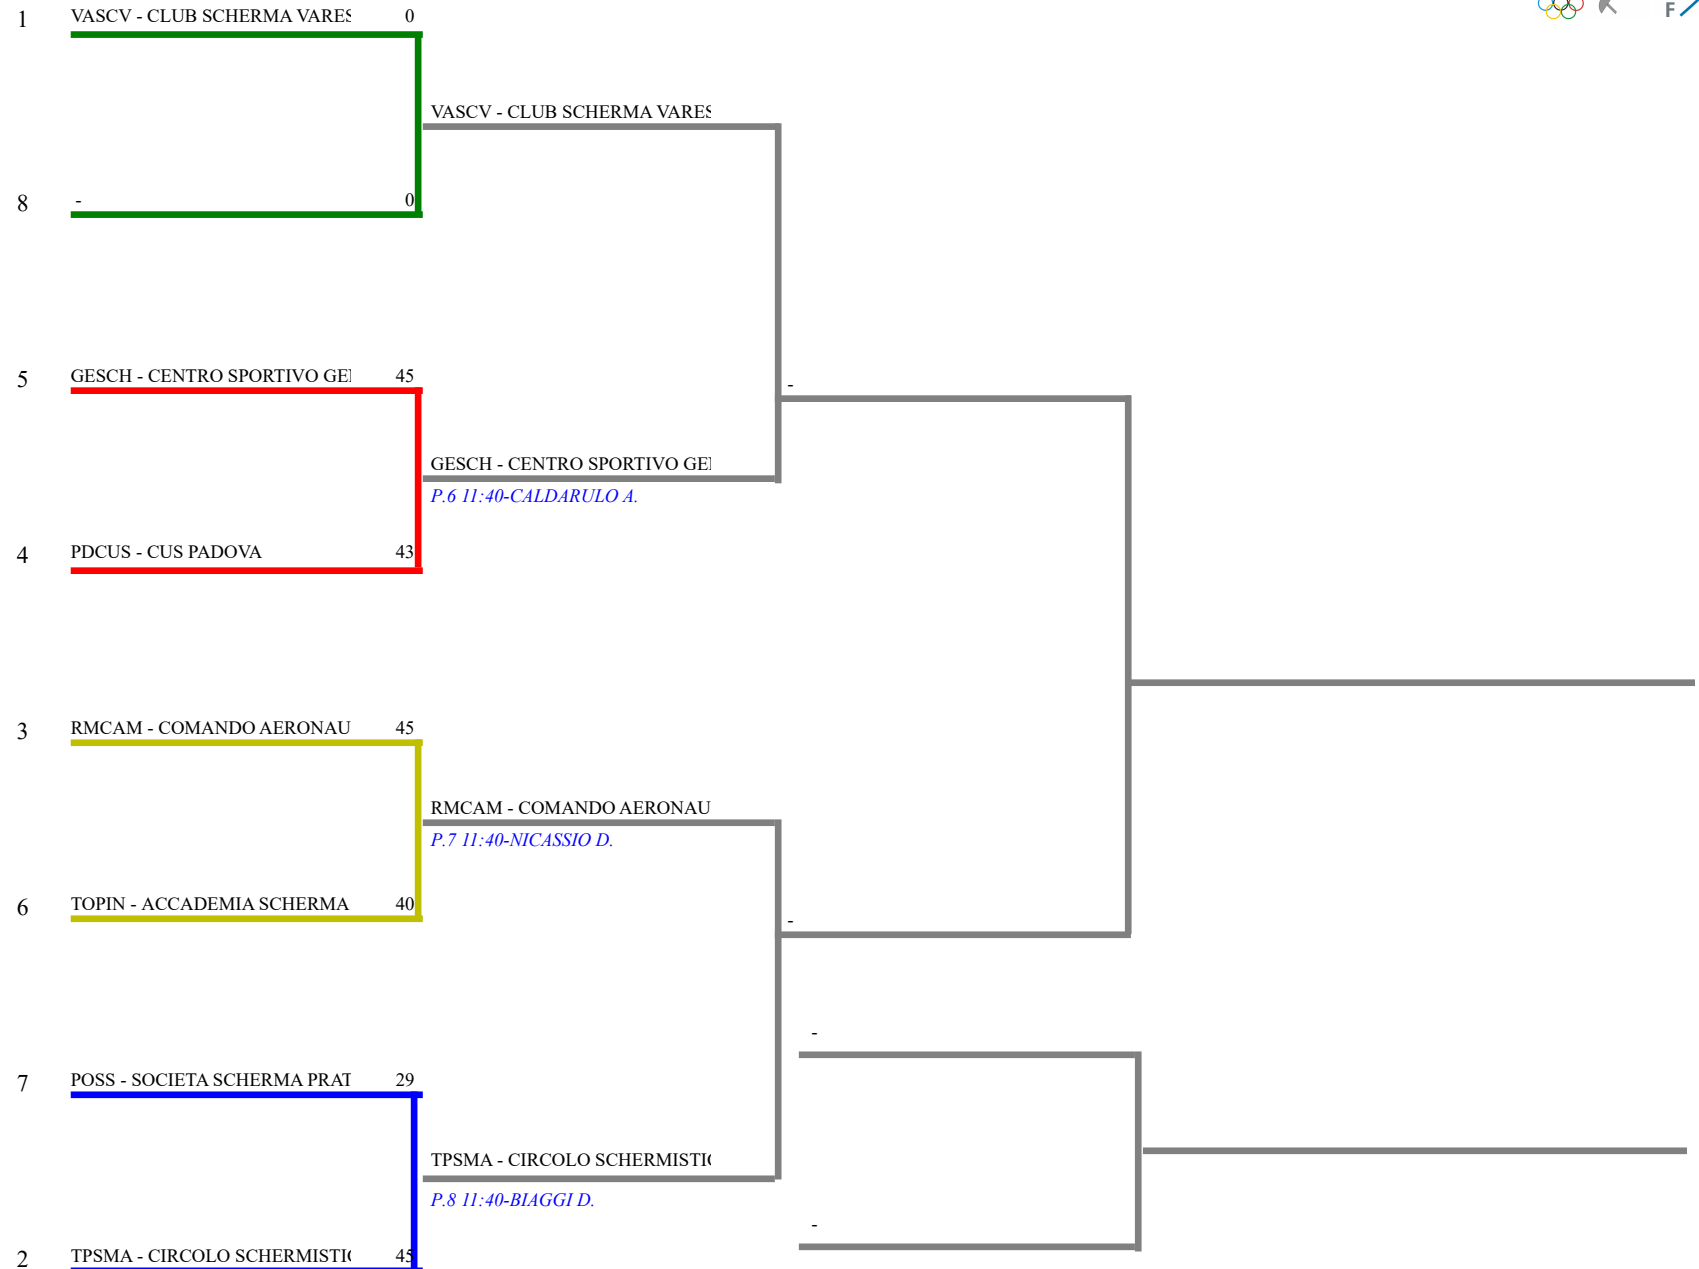 1 VASCV - CLUB SCHERMA VARES 0
VASCV - CLUB SCHERMA VARES
8 - 0
5 GESCH - CENTRO SPORTIVO GE 45
-
GESCH - CENTRO SPORTIVO GE
P.6 11:40-CALDARULO A.
4 PDCUS - CUS PADOVA 43
3 RMCAM - COMANDO AERONAU 45
RMCAM - COMANDO AERONAU
P.7 11:40-NICASSIO D.
6 TOPIN - ACCADEMIA SCHERMA 40
-
-
7 POSS - SOCIETA SCHERMA PRAT 29
TPSMA - CIRCOLO SCHERMISTI
P.8 11:40-BIAGGI D.
-
2 TPSMA - CIRCOLO SCHERMISTI 45
F